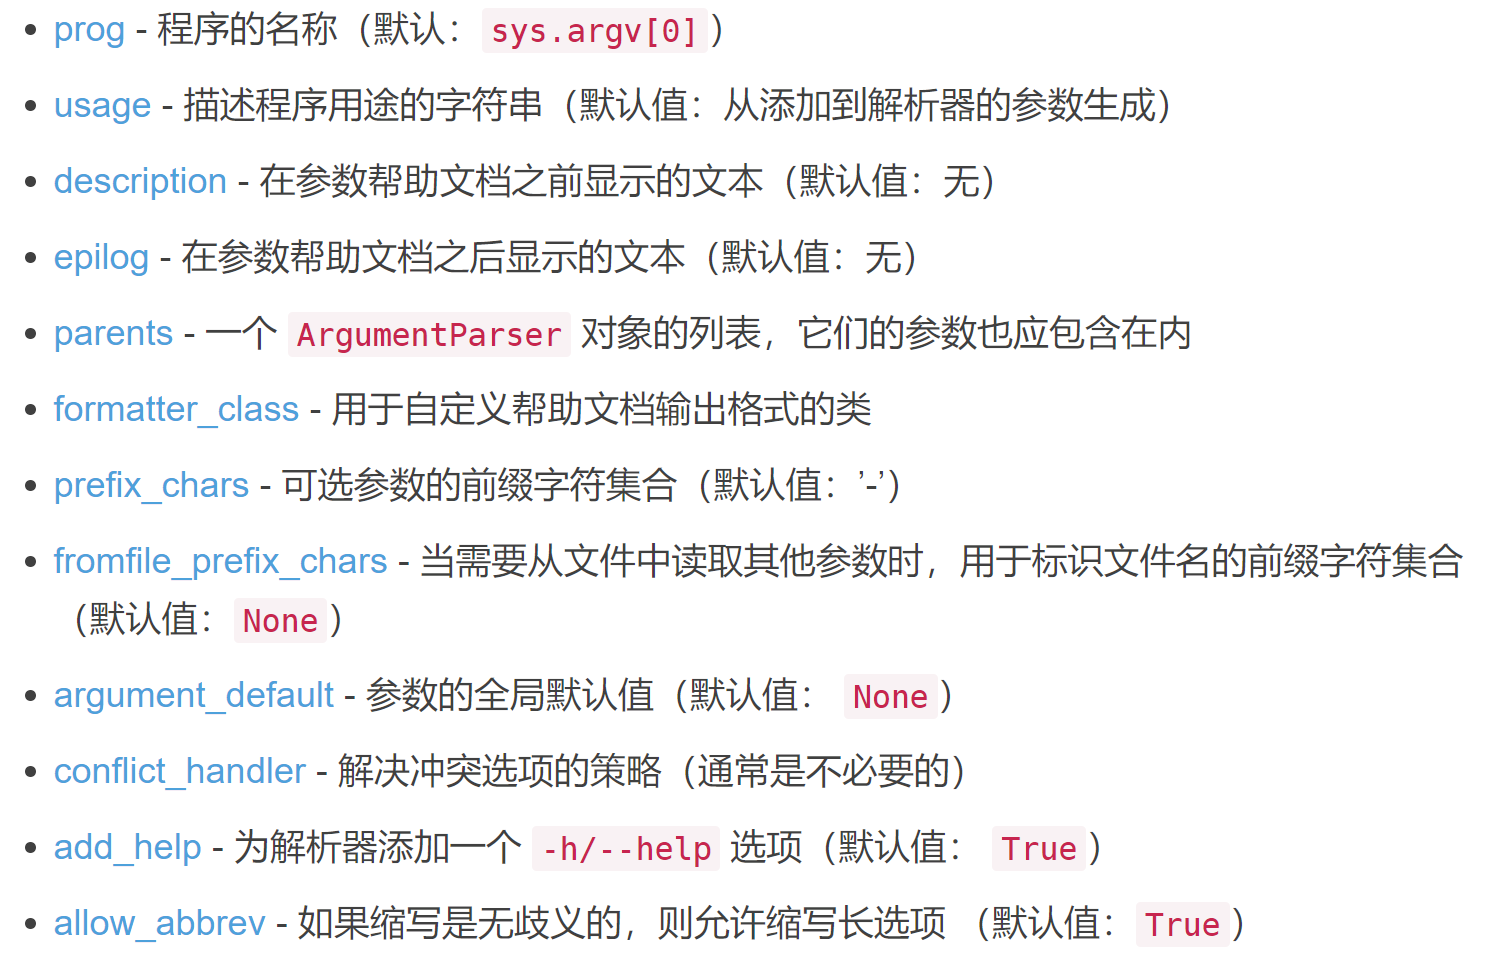 • prog - 程序的名称（默认：sys.argv[0]）
• usage - 描述程序用途的字符串（默认值：从添加到解析器的参数生成）
• description - 在参数帮助文档之前显示的文本（默认值：无）
• epilog - 在参数帮助文档之后显示的文本（默认值：无）
• parents - 一个 ArgumentParser 对象的列表，它们的参数也应包含在内
• formatter_class - 用于自定义帮助文档输出格式的类
• prefix_chars - 可选参数的前缀字符集合（默认值：’-’）
• fromfile_prefix_chars - 当需要从文件中读取其他参数时，用于标识文件名的前缀字符集合
（默认值：None）
• argument_default - 参数的全局默认值（默认值： None）
• conflict_handler - 解决冲突选项的策略（通常是不必要的）
• add_help - 为解析器添加一个 -h/--help 选项（默认值： True）
• allow_abbrev - 如果缩写是无歧义的，则允许缩写长选项 （默认值：True）